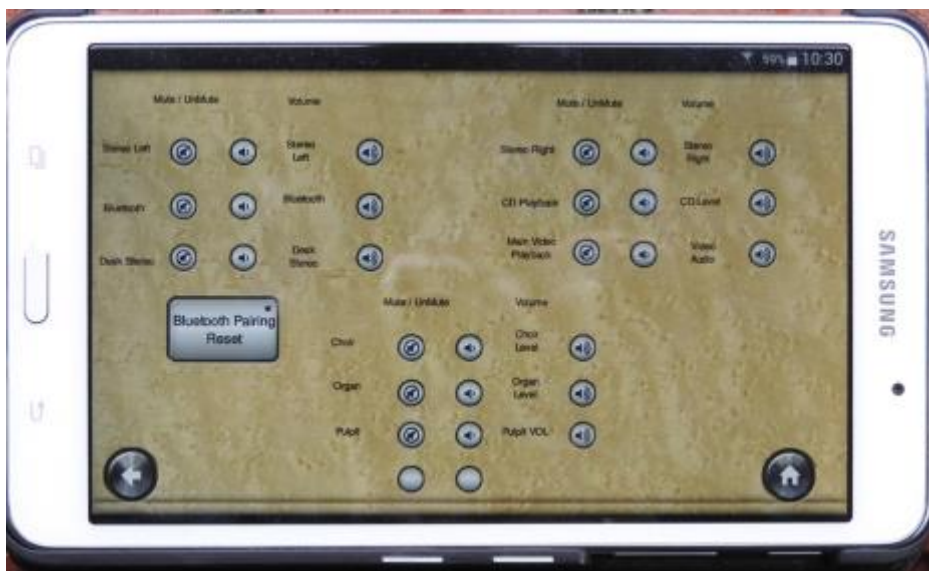 99% 10:30
Mute / UnMute Volume
Mute / UnMute Volume
Stereo Left
Stereo
Left
Stereo Right
Stereo
Right
Bluetooth
Bluetooth
CD Playback
CD Level
Desk Stereo
Desk
Stereo
Main Video
Playback
Video
Audio
Bluetooth Pairing
Reset
Mute / UnMute Volume
Choir
Choir
Level
Organ
Organ
Level
Pulpit
Pulpit VOL
SAMSUNG